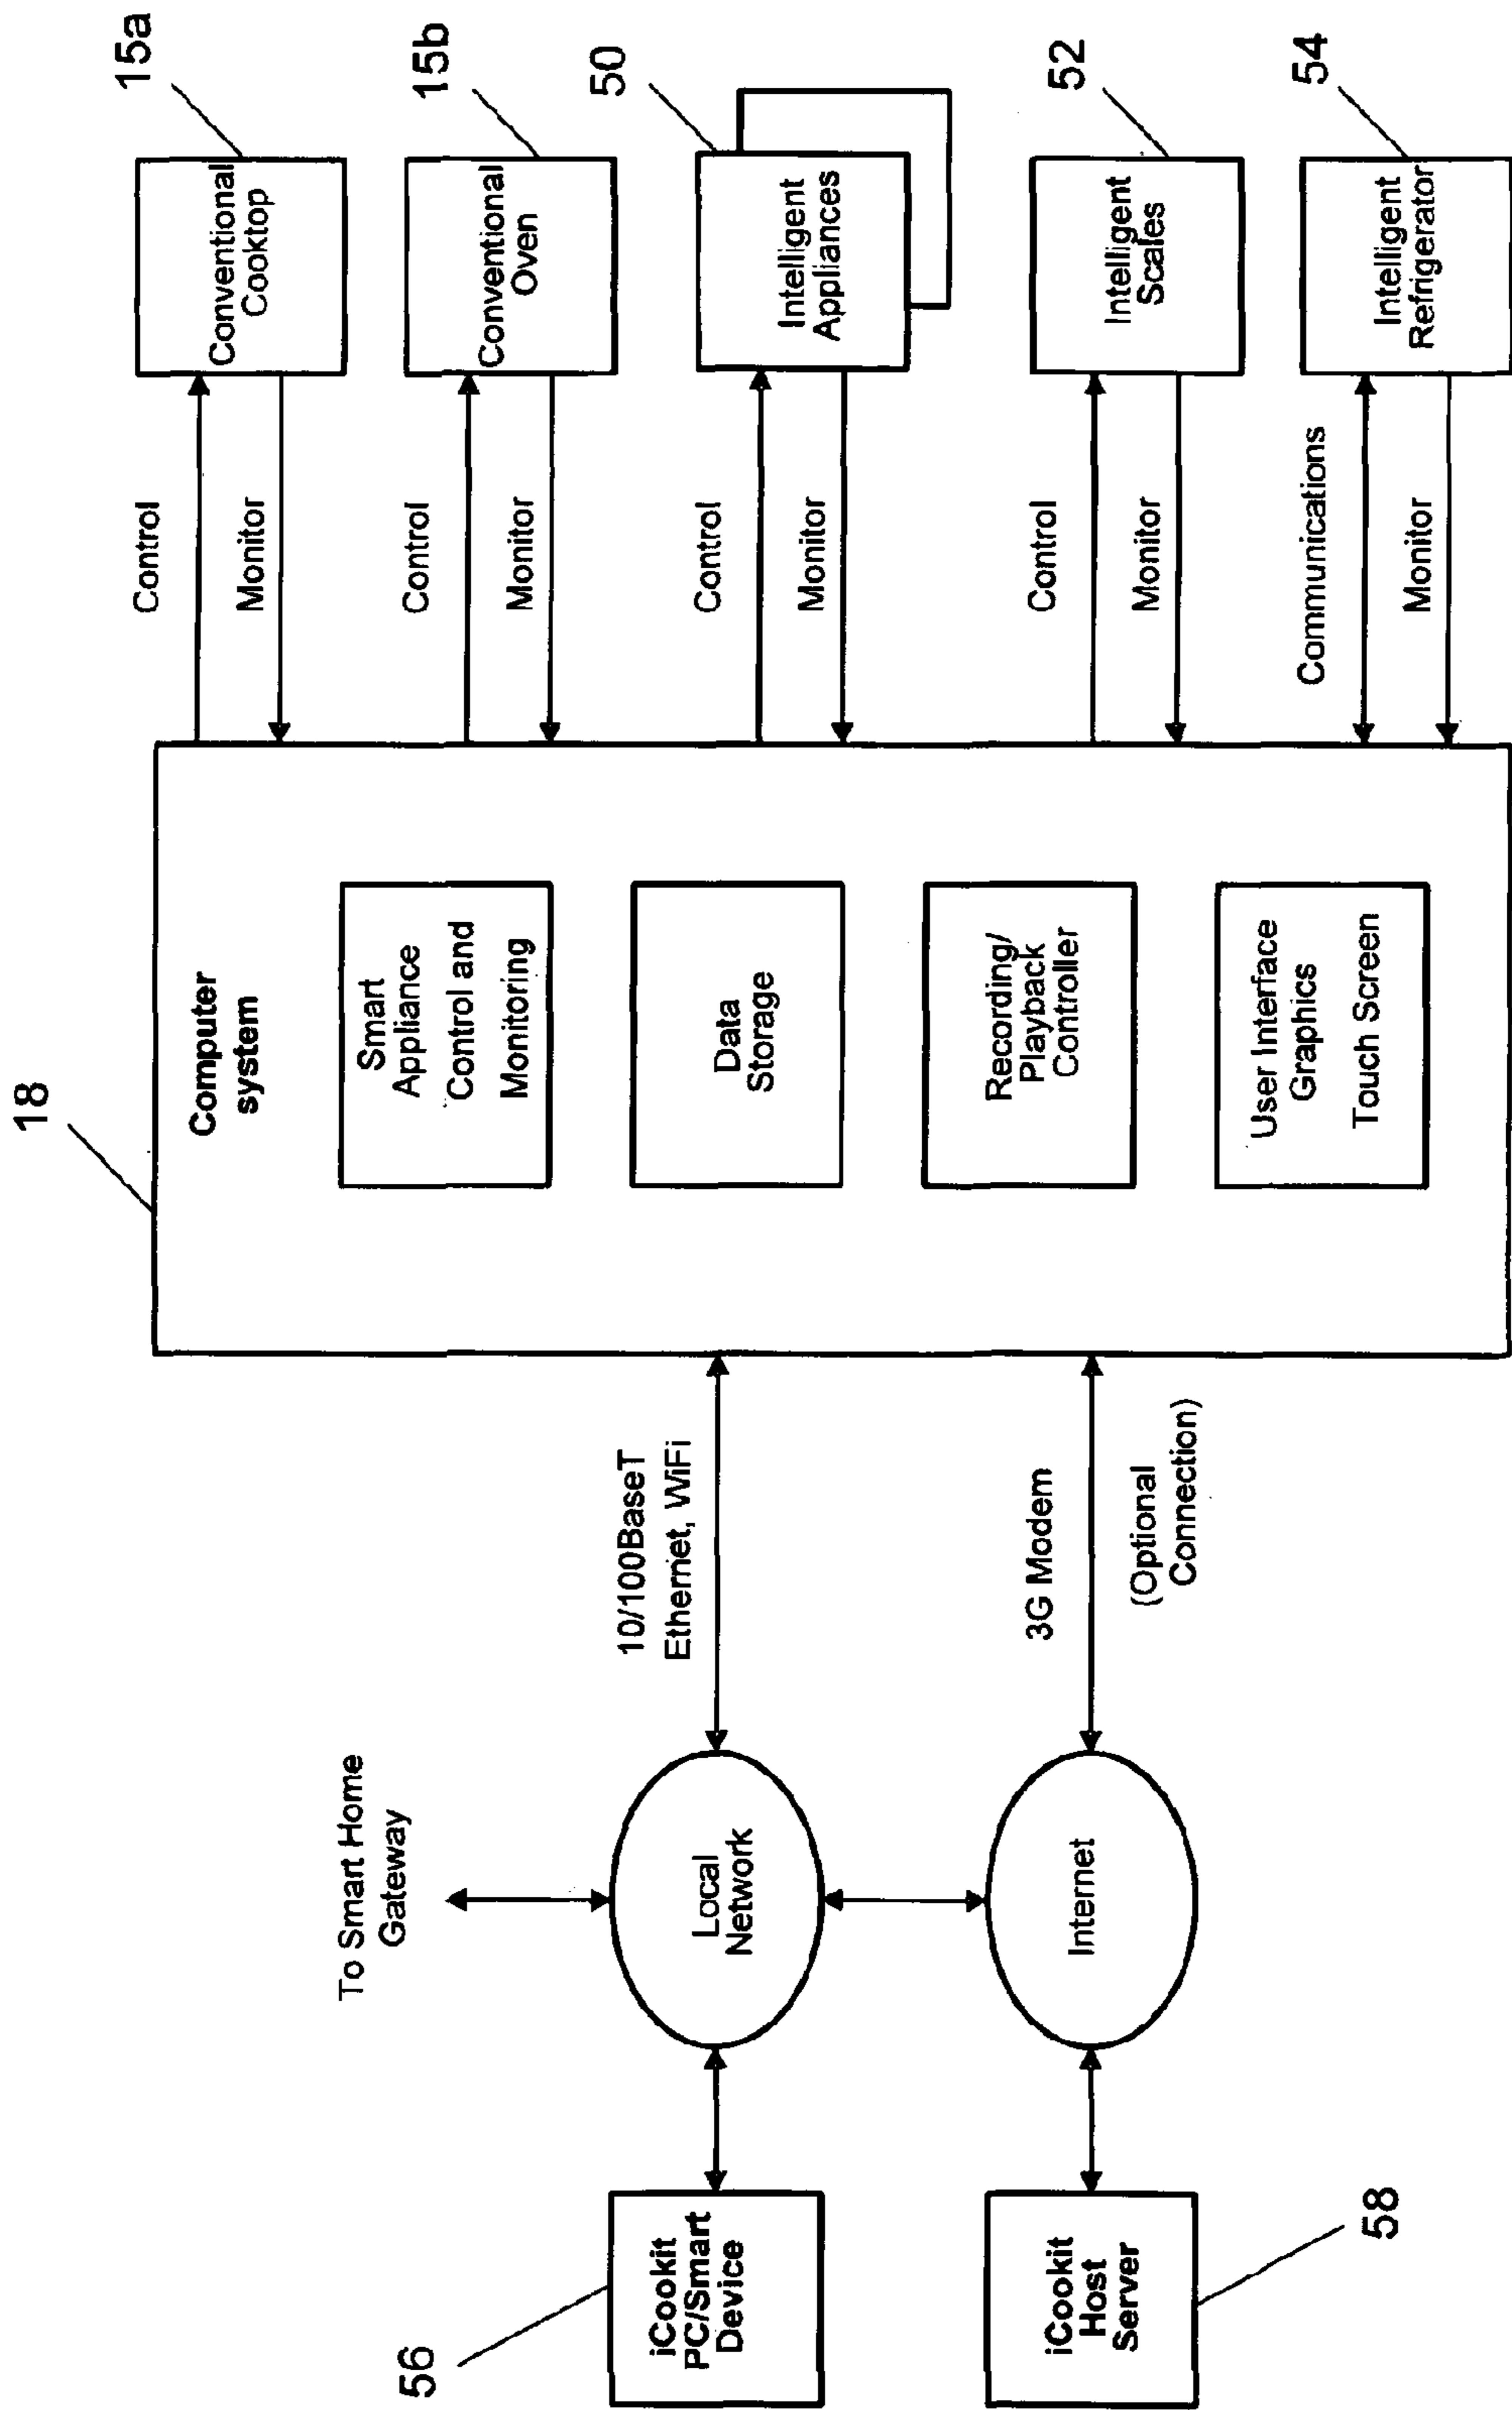 18
Computer
system
Smart
Appliance
Control and
Monitoring
Data
Storage
Recording/
Playback
Controller
User Interface
Graphics
Touch Screen
To Smart Home
Gateway
Local
Network
Internet
10/100BaseT
Ethernet, WiFi
3G Modem
(Optional
Connection)
56
iCookit
PC/Smart
Device
iCookit
Host
Server
58
Control
Monitor
Conventional
Cooktop
15a
Control
Monitor
Conventional
Oven
15b
Control
Monitor
Intelligent
Appliances
50
Control
Monitor
Intelligent
Scales
52
Communications
Monitor
Intelligent
Refrigerator
54